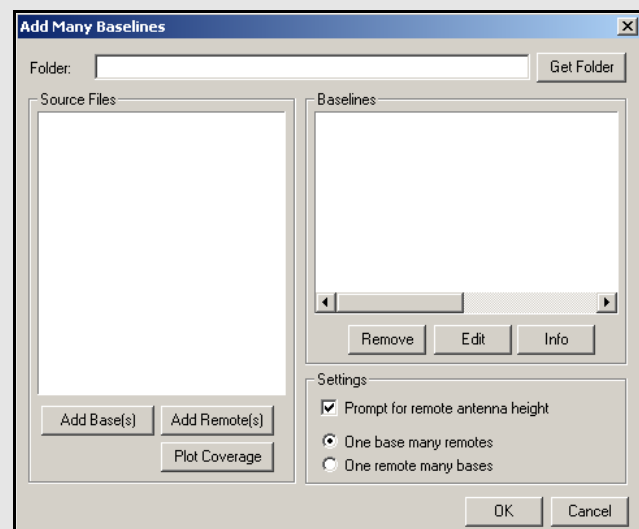 Add Many Baselines
Folder:
Get Folder
Source Files
Add Base(s)
Add Remote(s)
Plot Coverage
Baselines
Remove
Edit
Info
Settings
Prompt for remote antenna height
One base many remotes
One remote many bases
OK
Cancel